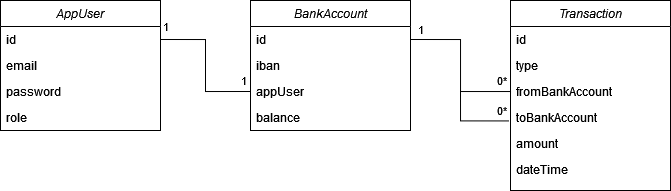 AppUser
id
email
password
role
1
1
BankAccount
id
iban
appUser
balance
1
0*
0*
Transaction
id
type
fromBankAccount
toBankAccount
amount
dateTime